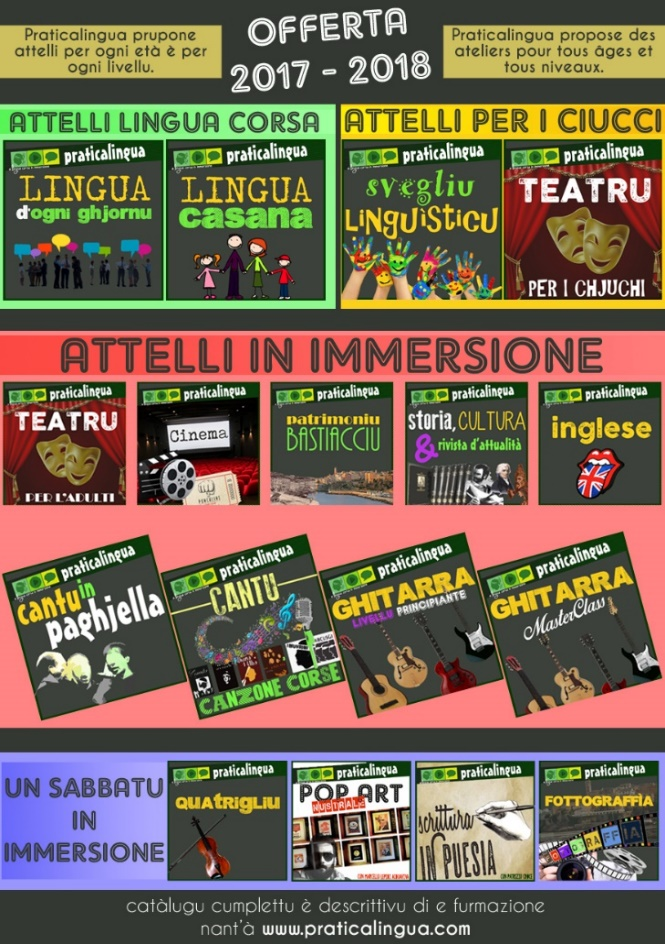 Praticalingua prupone
attelli per ogni età è per
ogni livellu.
OFFERTA
2017 - 2018
Praticalingua propose des
ateliers pour tous âges et
tous niveaux.
ATTELLI LINGUA CORSA
ATTELLI PER I CIUCCI
praticalingua
LINGUA
d'ogni ghjornu
praticalingua
LINGUA
casana
praticalingua
svegliu
LINguisticu
praticalingua
TEATRU
PER I CHJUCHI
ATTELLI IN IMMERSIONE
praticalingua
TEATRU
PER L'ADULTI
praticalingua
Cinema
praticalingua
patrimoniu
BASTIACCIU
praticalingua
storia, CULTURA
& rivista d'attualità
praticalingua
inglese
praticalingua
cantu in
paghjella
praticalingua
CANTU
CANZONE CORSE
praticalingua
GHITARRA
LIVELLU PRINCIPIANTE
praticalingua
GHITARRA
MasterClass
UN SABBATU
IN
IMMERSIONE
praticalingua
QUATRIGLIU
praticalingua
POP ART
NUSTRALE
praticalingua
scrittura
IN PUESIA
praticalingua
FOTTOGRAFFIA
catàlugu cumplettu è descrittivu di e furmazione
nant'à www.praticalingua.com